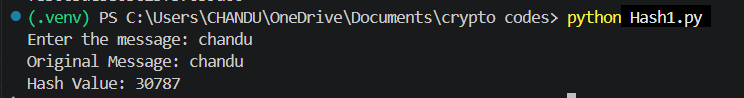 (.venv) PS C:\Users\CHANDU\OneDrive\Documents\crypto codes> python Hash1.py
Enter the message: chandu
Original Message: chandu
Hash Value: 30787